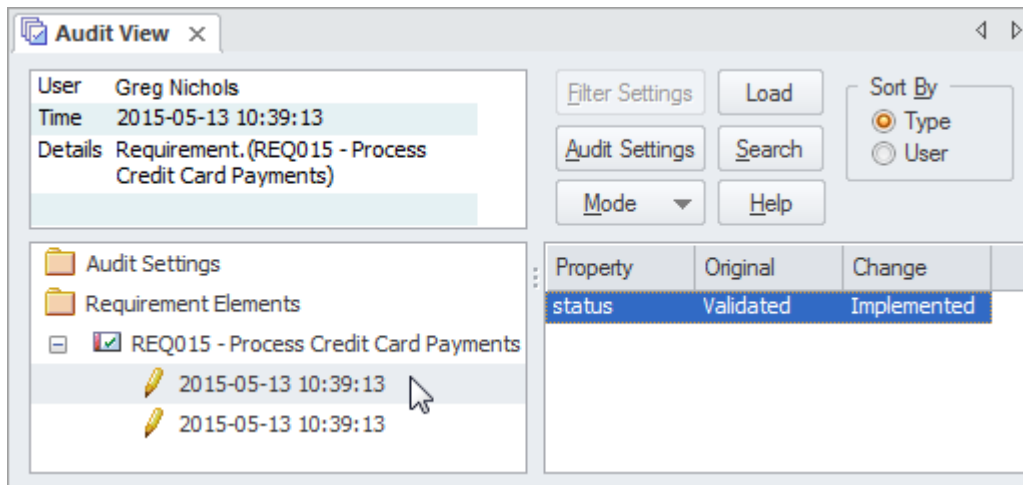 Audit View
User Greg Nichols
Time 2015-05-13 10:39:13
Details Requirement.(REQ015 - Process
Credit Card Payments)
Filter Settings Load
Audit Settings Search
Mode Help
Sort By
Type
User
Audit Settings
Requirement Elements
REQ015 - Process Credit Card Payments
2015-05-13 10:39:13
2015-05-13 10:39:13
Property Original Change
status Validated Implemented